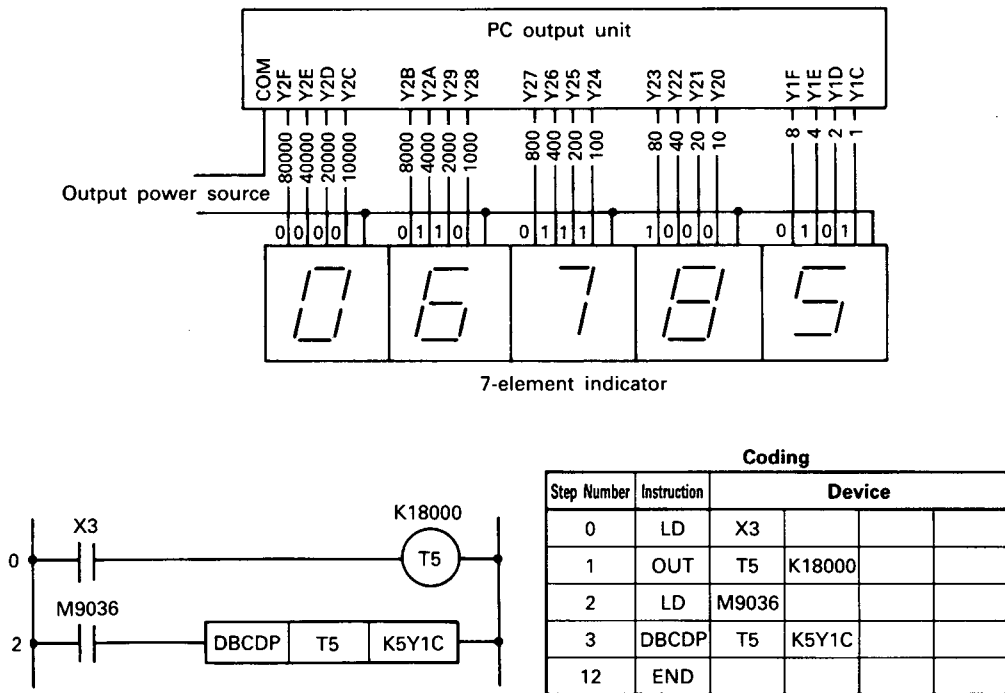 PC output unit
COM Y2F Y2E Y2D Y2C Y2B Y2A Y29 Y28 Y27 Y26 Y25 Y24 Y23 Y22 Y21 Y20 Y1F Y1E Y1D Y1C
80000 40000 20000 10000 8000 4000 2000 1000 800 400 200 100 80 40 20 10 8 4 2 1
Output power source
0 0 0 0 0 1 1 0 0 1 1 1 1 0 0 0 0 1 0 1
0 6 7 8 5
7-element indicator
K18000
X3
0
T5
M9036
2
DBCDP T5 K5Y1C
Coding
Step Number Instruction Device
0 LD X3
1 OUT T5 K18000
2 LD M9036
3 DBCDP T5 K5Y1C
12 END